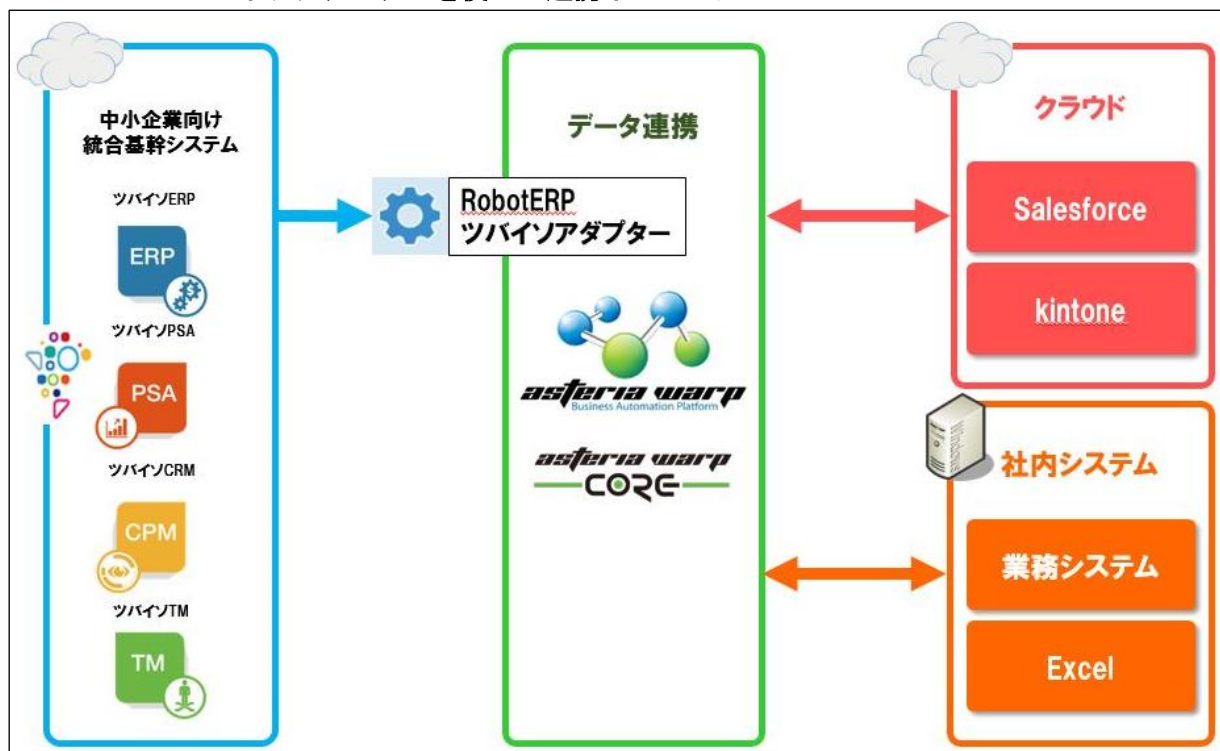 中小企業向け
統合基幹システム
ツバイソERP
ERP
ツバイソPSA
PSA
ツバイソCRM
CPM
ツバイソTM
TM
データ連携
RobotERP
ツバイソアダプター
asteria warp
Business Automation Platform
asteria warp
CORE
クラウド
Salesforce
kintone
社内システム
業務システム
Excel